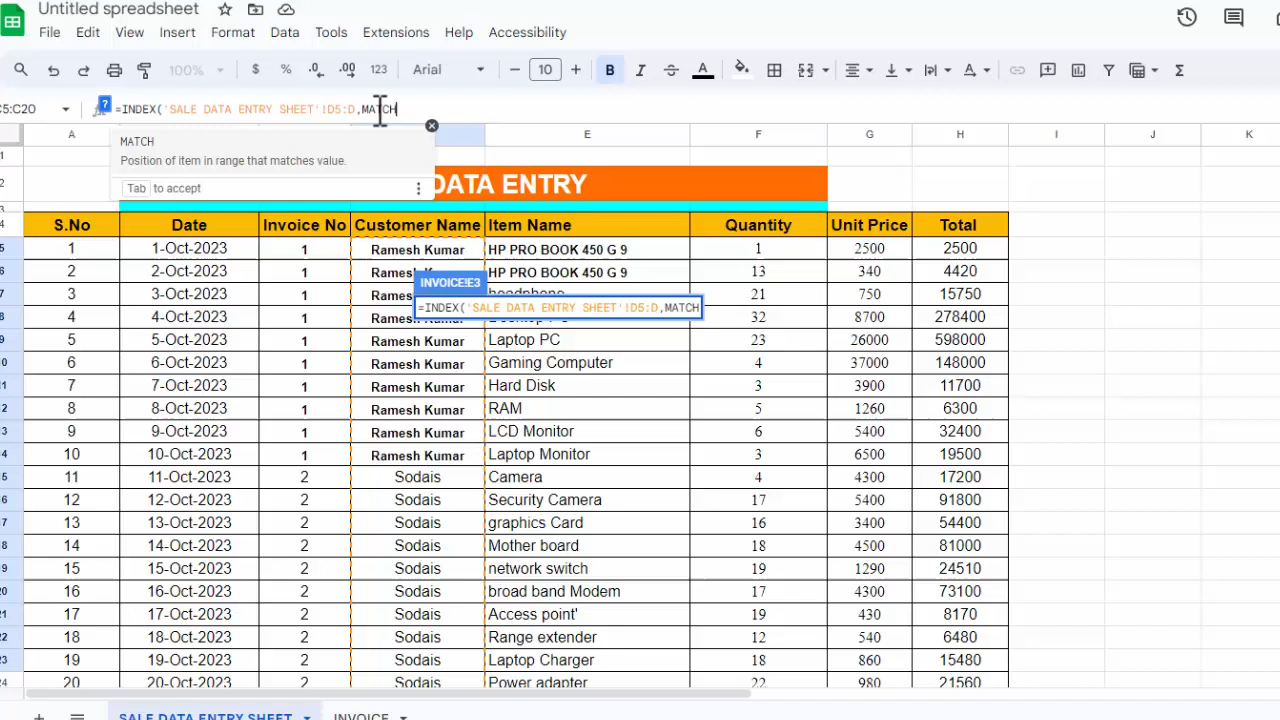 Untitled spreadsheet
File Edit View Insert Format Data Tools Extensions Help Accessibility
100% $ % .0 .00 123 Arial 10 B I A
C5:C20 =INDEX('SALE DATA ENTRY SHEET'!D5:D,MATCH
MATCH
Position of item in range that matches value.
Tab to accept
A E F G H I J K
DATA ENTRY
S.No Date Invoice No Customer Name Item Name Quantity Unit Price Total
1 1-Oct-2023 1 Ramesh Kumar HP PRO BOOK 450 G 9 1 2500 2500
2 2-Oct-2023 1 HP PRO BOOK 450 G 9 13 340 4420
INVOICE!E3
3 3-Oct-2023 1 headphone 21 750 15750
=INDEX('SALE DATA ENTRY SHEET'!D5:D,MATCH
4 4-Oct-2023 1 32 8700 278400
5 5-Oct-2023 1 Ramesh Kumar Laptop PC 23 26000 598000
6 6-Oct-2023 1 Ramesh Kumar Gaming Computer 4 37000 148000
7 7-Oct-2023 1 Ramesh Kumar Hard Disk 3 3900 11700
8 8-Oct-2023 1 Ramesh Kumar RAM 5 1260 6300
9 9-Oct-2023 1 Ramesh Kumar LCD Monitor 6 5400 32400
10 10-Oct-2023 1 Ramesh Kumar Laptop Monitor 3 6500 19500
11 11-Oct-2023 2 Sodais Camera 4 4300 17200
12 12-Oct-2023 2 Sodais Security Camera 17 5400 91800
13 13-Oct-2023 2 Sodais graphics Card 16 3400 54400
14 14-Oct-2023 2 Sodais Mother board 18 4500 81000
15 15-Oct-2023 2 Sodais network switch 19 1290 24510
16 16-Oct-2023 2 Sodais broad band Modem 17 4300 73100
17 17-Oct-2023 2 Sodais Access point' 19 430 8170
18 18-Oct-2023 2 Sodais Range extender 12 540 6480
19 19-Oct-2023 2 Sodais Laptop Charger 18 860 15480
20 20-Oct-2023 2 Sodais Power adapter 22 980 21560
SALE DATA ENTRY SHEET INVOICE